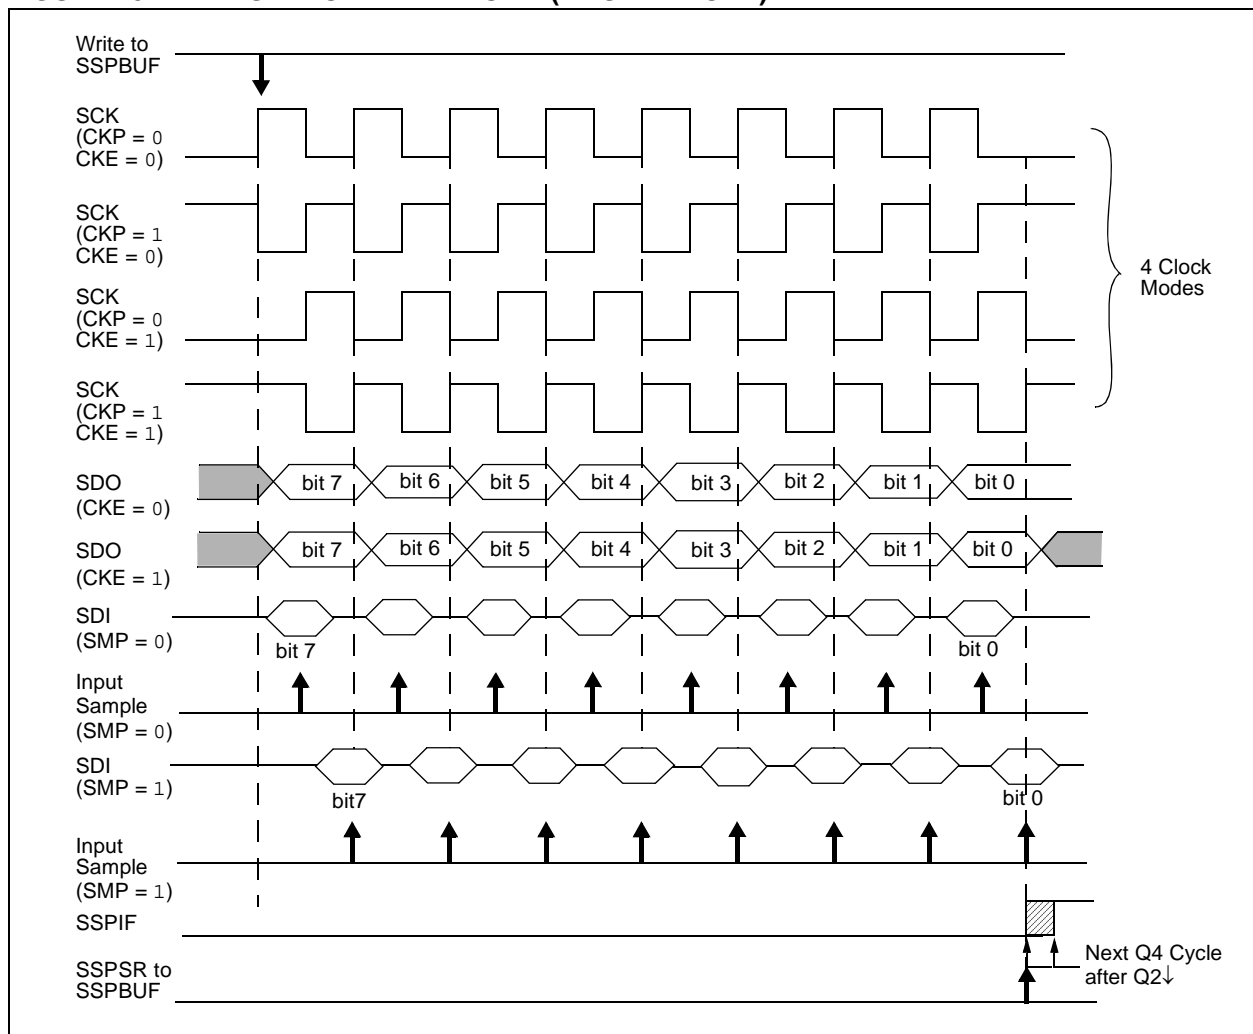 Write to
SSPBUF
SCK
(CKP = 0
CKE = 0)
SCK
(CKP = 1
CKE = 0)
4 Clock
Modes
SCK
(CKP = 0
CKE = 1)
SCK
(CKP = 1
CKE = 1)
SDO
(CKE = 0)
bit 7 bit 6 bit 5 bit 4 bit 3 bit 2 bit 1 bit 0
SDO
(CKE = 1)
bit 7 bit 6 bit 5 bit 4 bit 3 bit 2 bit 1 bit 0
SDI
(SMP = 0)
bit 7 bit 0
Input
Sample
(SMP = 0)
SDI
(SMP = 1)
bit7 bit 0
Input
Sample
(SMP = 1)
SSPIF
Next Q4 Cycle
after Q2↓
SSPSR to
SSPBUF